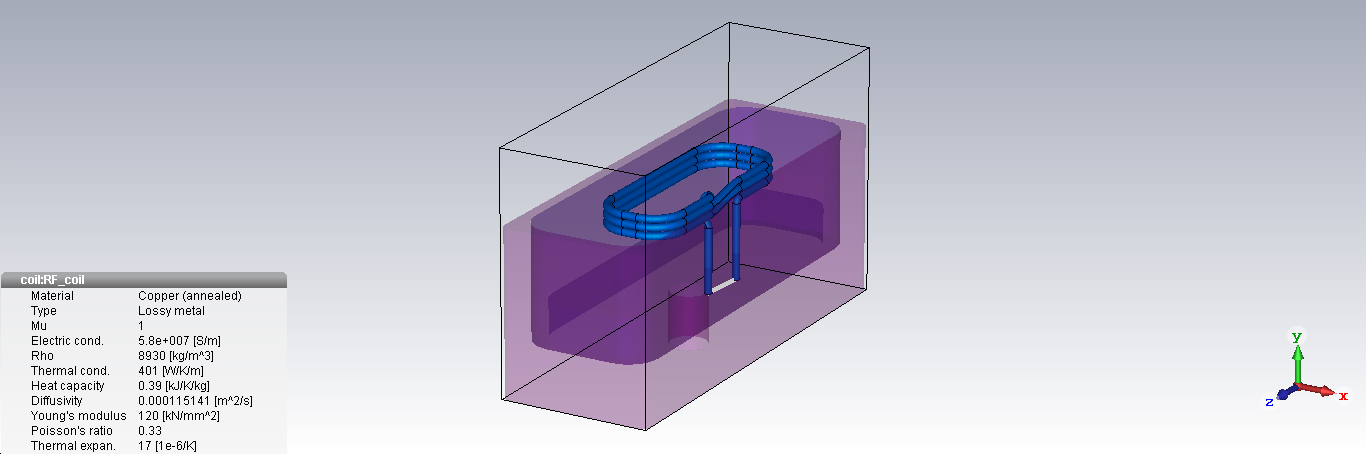 coil:RF_coil
Material Copper (annealed)
Type Lossy metal
Mu 1
Electric cond. 5.8e+007 [S/m]
Rho 8930 [kg/m^3]
Thermal cond. 401 [W/K/m]
Heat capacity 0.39 [kJ/K/kg]
Diffusivity 0.000115141 [m^2/s]
Young's modulus 120 [kN/mm^2]
Poisson's ratio 0.33
Thermal expan. 17 [1e-6/K]
y
x
z